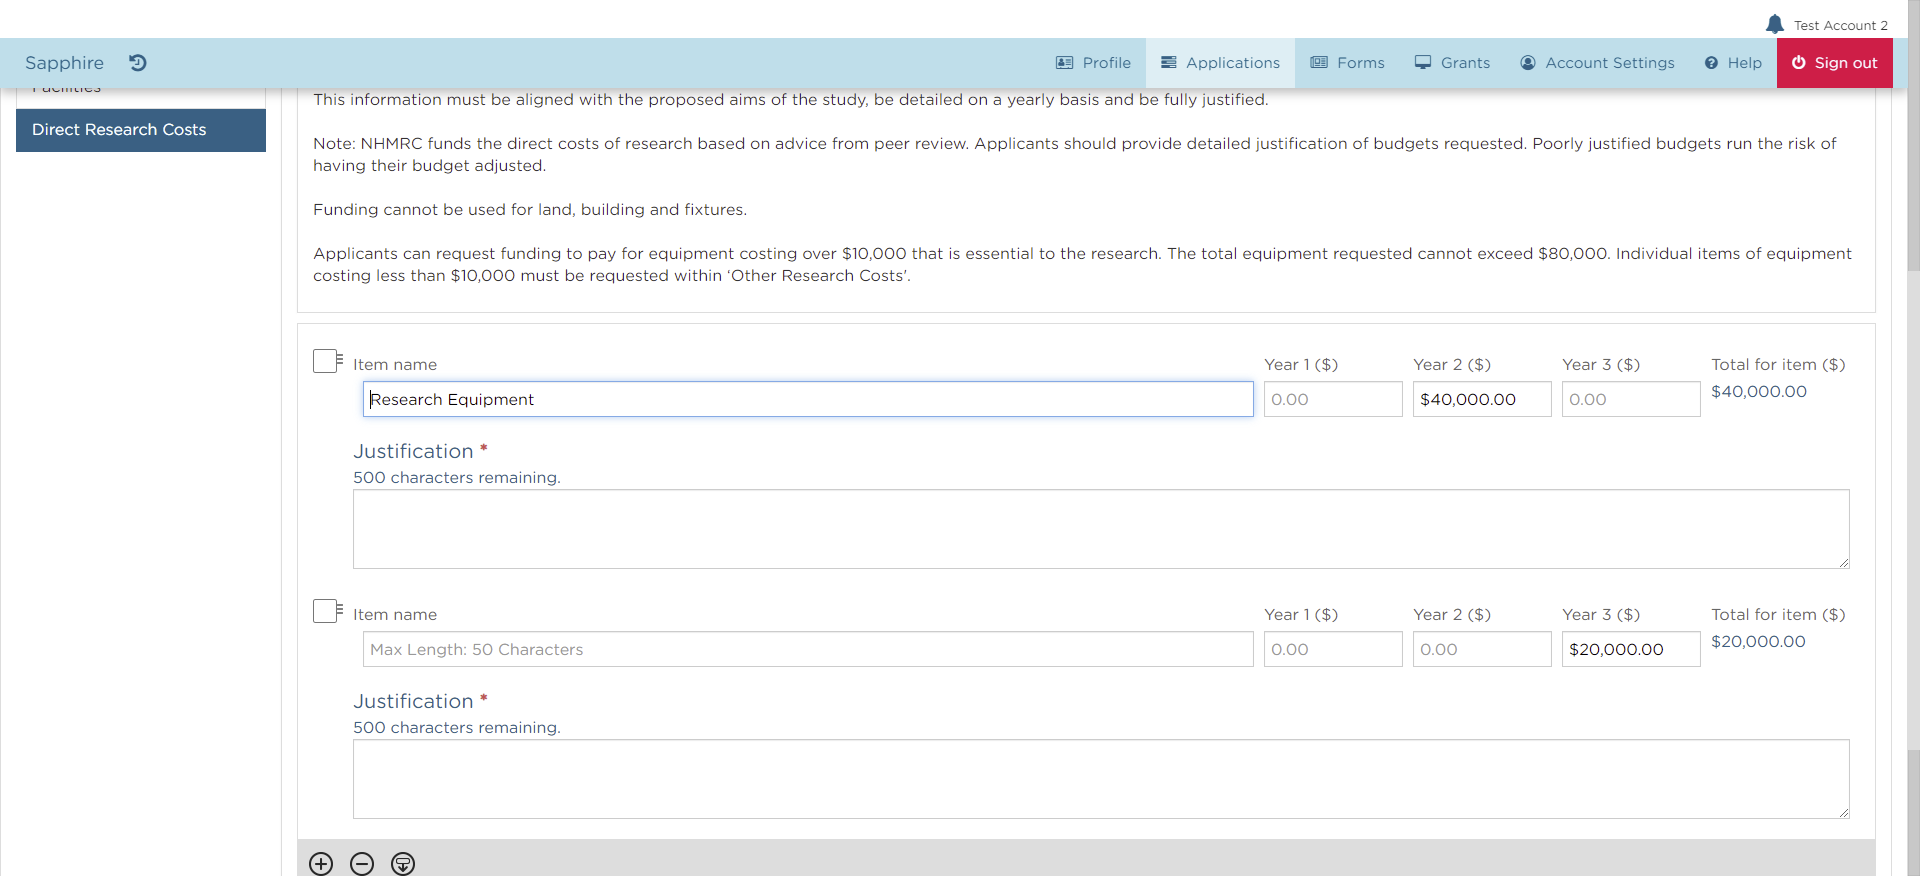 Test Account 2
Sapphire
Profile
Applications
Forms
Grants
Account Settings
Help
Sign out
Facilities
Direct Research Costs
This information must be aligned with the proposed aims of the study, be detailed on a yearly basis and be fully justified.
Note: NHMRC funds the direct costs of research based on advice from peer review. Applicants should provide detailed justification of budgets requested. Poorly justified budgets run the risk of
having their budget adjusted.
Funding cannot be used for land, building and fixtures.
Applicants can request funding to pay for equipment costing over $10,000 that is essential to the research. The total equipment requested cannot exceed $80,000. Individual items of equipment
costing less than $10,000 must be requested within ‘Other Research Costs’.
Item name
Year 1 ($)
Year 2 ($)
Year 3 ($)
Total for item ($)
Research Equipment
0.00
$40,000.00
0.00
$40,000.00
Justification *
500 characters remaining.
Item name
Year 1 ($)
Year 2 ($)
Year 3 ($)
Total for item ($)
Max Length: 50 Characters
0.00
0.00
$20,000.00
$20,000.00
Justification *
500 characters remaining.